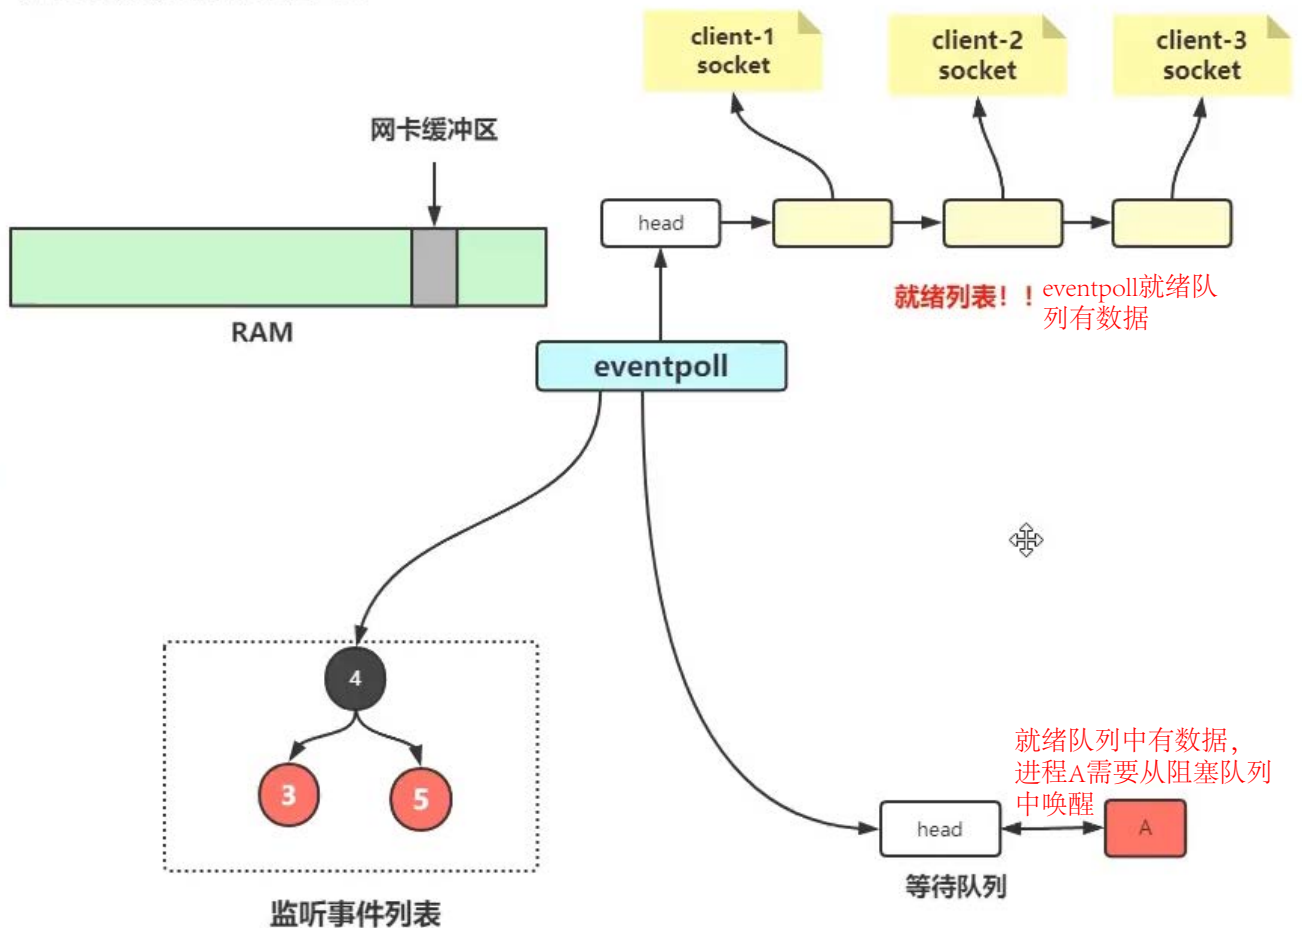 client-1
socket
client-2
socket
client-3
socket
网卡缓冲区
head
RAM
就绪列表！！
eventpoll就绪队
列有数据
eventpoll
4
3
5
监听事件列表
就绪队列中有数据，
进程A需要从阻塞队列
中唤醒
head
A
等待队列